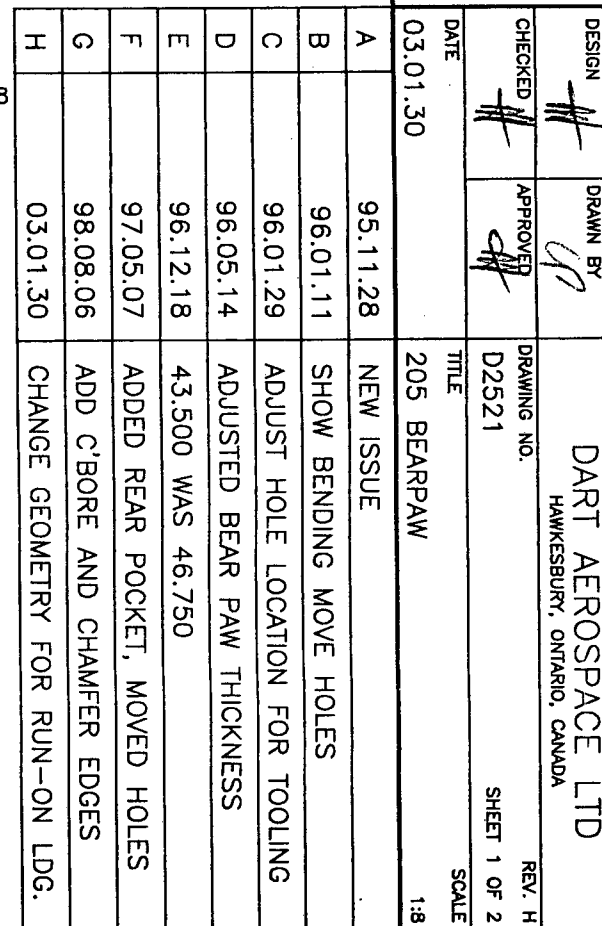 DESIGN
DRAWN BY
DART AEROSPACE LTD
HAWKESBURY, ONTARIO, CANADA
CHECKED
APPROVED
DRAWING NO.
REV. H
D2521
SHEET 1 OF 2
DATE
TITLE
SCALE
03.01.30
205 BEARPAW
1:8
A 95.11.28 NEW ISSUE
B 96.01.11 SHOW BENDING MOVE HOLES
C 96.01.29 ADJUST HOLE LOCATION FOR TOOLING
D 96.05.14 ADJUSTED BEAR PAW THICKNESS
E 96.12.18 43.500 WAS 46.750
F 97.05.07 ADDED REAR POCKET, MOVED HOLES
G 98.08.06 ADD C'BORE AND CHAMFER EDGES
H 03.01.30 CHANGE GEOMETRY FOR RUN-ON LDG.